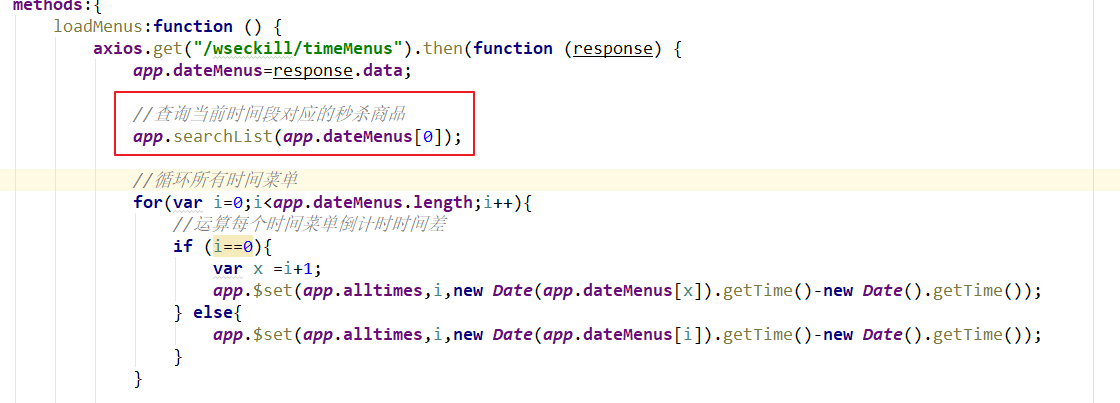 methods:{
loadMenus:function () {
axios.get("/wseckill/timeMenus").then(function (response) {
app.dateMenus=response.data;
//查询当前时间段对应的秒杀商品
app.searchList(app.dateMenus[0]);
//循环所有时间菜单
for(var i=0;i<app.dateMenus.length;i++){
//运算每个时间菜单倒计时时间差
if (i==0){
var x =i+1;
app.$set(app.alltimes,i,new Date(app.dateMenus[x]).getTime()-new Date().getTime());
} else{
app.$set(app.alltimes,i,new Date(app.dateMenus[i]).getTime()-new Date().getTime());
}
}